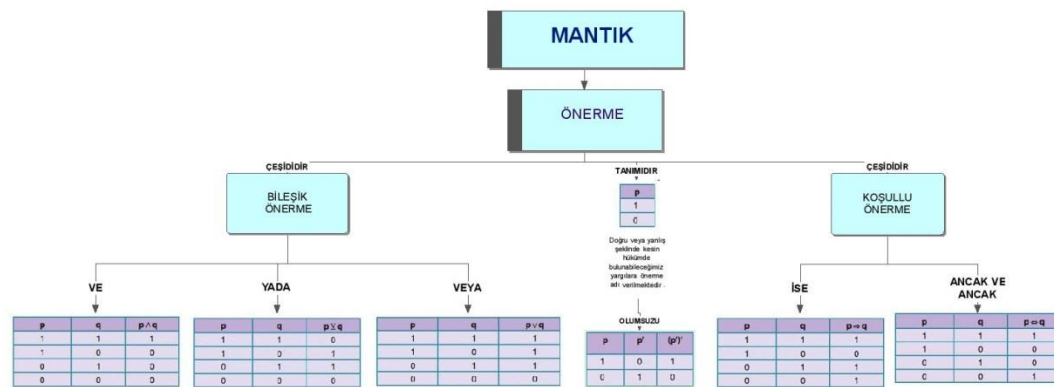 MANTIK
ÖNERME
ÇEŞİDİDİR
TANIMIDIR
ÇEŞİDİDİR
BİLEŞİK
ÖNERME
p
1
0
KOŞULLU
ÖNERME
Doğru veya yanlış
şeklinde kesin
hükümde
bulunabileceğimiz
yargılara önerme
adı verilmektedir.
VE
YADA
VEYA
OLUMSUZU
İSE
ANCAK VE
ANCAK
p q p∧q
1 1 1
1 0 0
0 1 0
0 0 0
p q p⊻q
1 1 0
1 0 1
0 1 1
0 0 0
p q p∨q
1 1 1
1 0 1
0 1 1
0 0 0
p p' (p')'
1 0 1
0 1 0
p q p⇒q
1 1 1
1 0 0
0 1 1
0 0 1
p q p⇔q
1 1 1
1 0 0
0 1 0
0 0 1